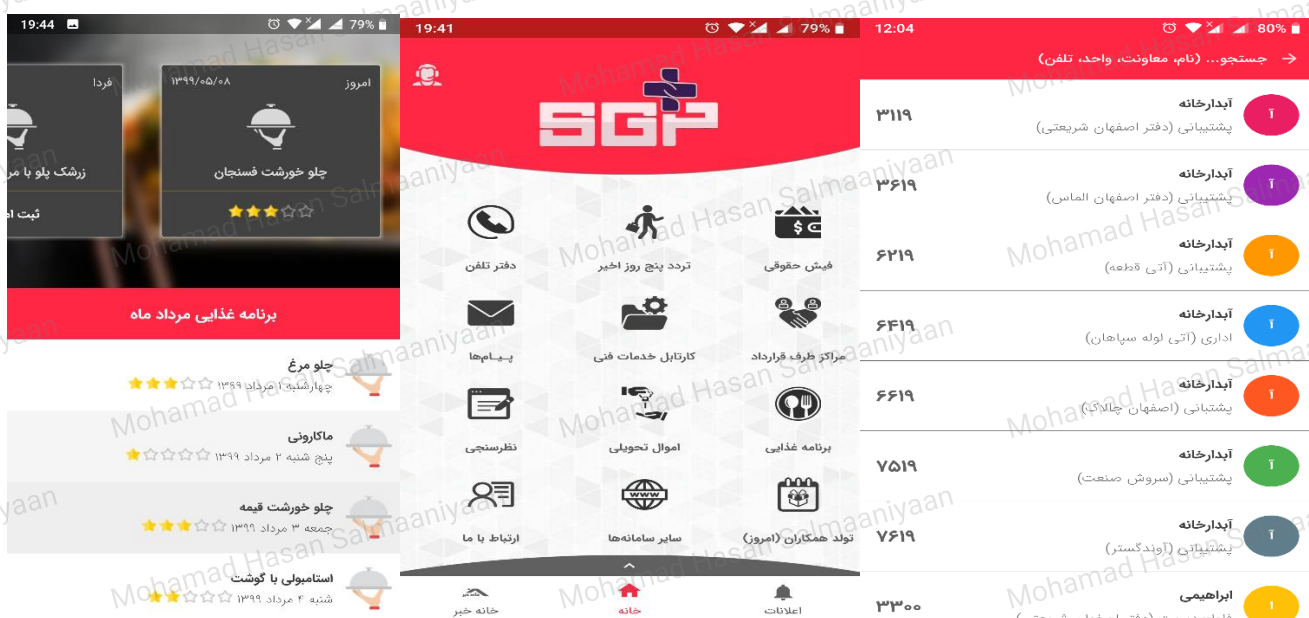 19:44
79%
فردا
۱۳۹۹/۰۵/۰۸
امروز
زرشک پلو با مر
چلو خورشت فسنجان
ثبت ام
برنامه غذایی مرداد ماه
چلو مرغ
چهارشنبه ۱ مرداد ۱۳۹۹
ماکارونی
پنج شنبه ۲ مرداد ۱۳۹۹
چلو خورشت قیمه
جمعه ۳ مرداد ۱۳۹۹
استامبولی با گوشت
شنبه ۴ مرداد ۱۳۹۹
19:41
79%
SGP
فیش حقوقی
تردد پنج روز اخیر
دفتر تلفن
مراکز طرف قرارداد
کارتابل خدمات فنی
پیـام‌ها
برنامه غذایی
اموال تحویلی
نظرسنجی
www
تولد همکاران (امروز)
سایر سامانه‌ها
ارتباط با ما
اعلانات
خانه
خانه خبر
12:04
80%
جستجو... (نام، معاونت، واحد، تلفن)
آ
آبدارخانه
۳۱۱۹
پشتیبانی (دفتر اصفهان شریعتی)
آ
آبدارخانه
۳۶۱۹
پشتیبانی (دفتر اصفهان الماس)
آ
آبدارخانه
۶۲۱۹
پشتیبانی (آتی قطعه)
آ
آبدارخانه
۶۴۱۹
اداری (آتی لوله سپاهان)
آ
آبدارخانه
۶۶۱۹
پشتبانی (اصفهان چالاک)
آ
آبدارخانه
۷۵۱۹
پشتیبانی (سروش صنعت)
آ
آبدارخانه
۷۶۱۹
پشتیبانی (آوندگستر)
ا
ابراهیمی
۳۳۰۰
Mohamad Hasan Salmaaniyaan